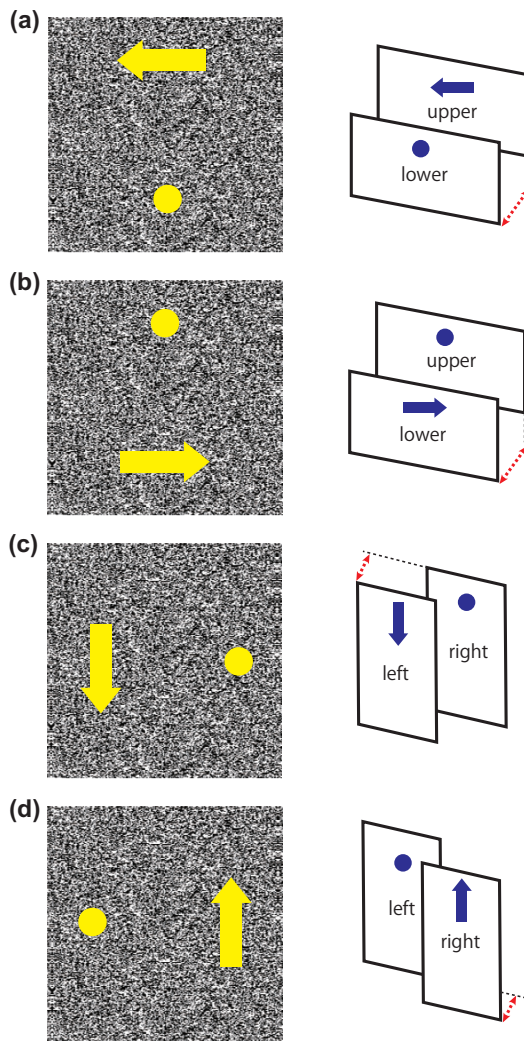 (a)
upper
lower
(b)
upper
lower
(c)
left
right
(d)
left
right